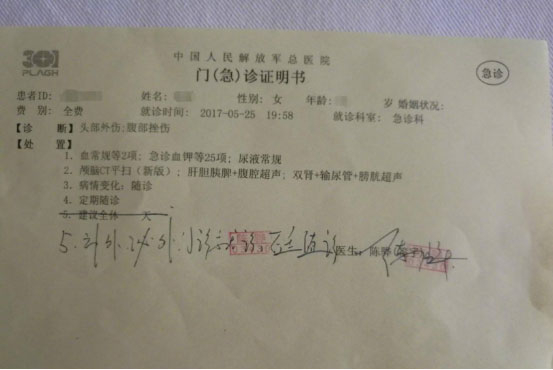 301
PLAGH
中国人民解放军总医院
门(急)诊证明书
急诊
患者ID: 姓名: 性别: 女 年龄: 岁 婚姻状况:
费 别: 全费 就诊时间: 2017-05-25 19:58 就诊科室: 急诊科
【诊 断】头部外伤;腹部挫伤
【处 置】
1. 血常规等2项; 急诊血钾等25项; 尿液常规
2. 颅脑CT平扫(新版); 肝胆胰脾+腹腔超声; 双肾+输尿管+膀胱超声
3. 病情变化: 随诊
4. 定期随诊
5. 建议全休 天
5. 门诊 随诊 医生: 陈骅